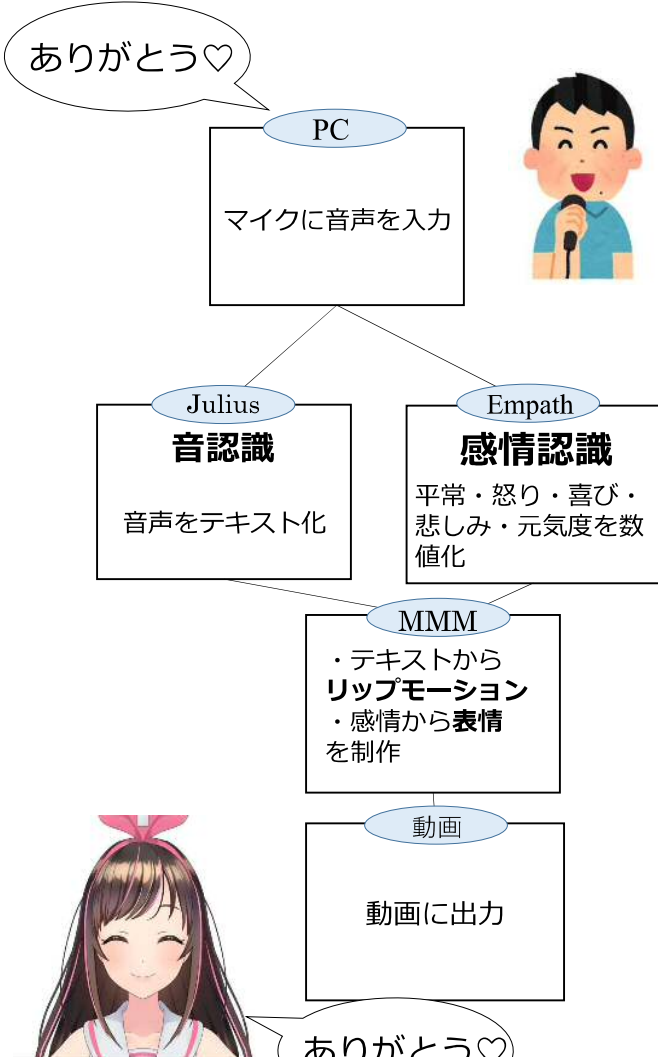 ありがとう♡
PC
マイクに音声を入力
Julius
音認識
音声をテキスト化
Empath
感情認識
平常・怒り・喜び・
悲しみ・元気度を数
値化
MMM
・テキストから
リップモーション
・感情から表情
を制作
動画
動画に出力
ありがとう♡